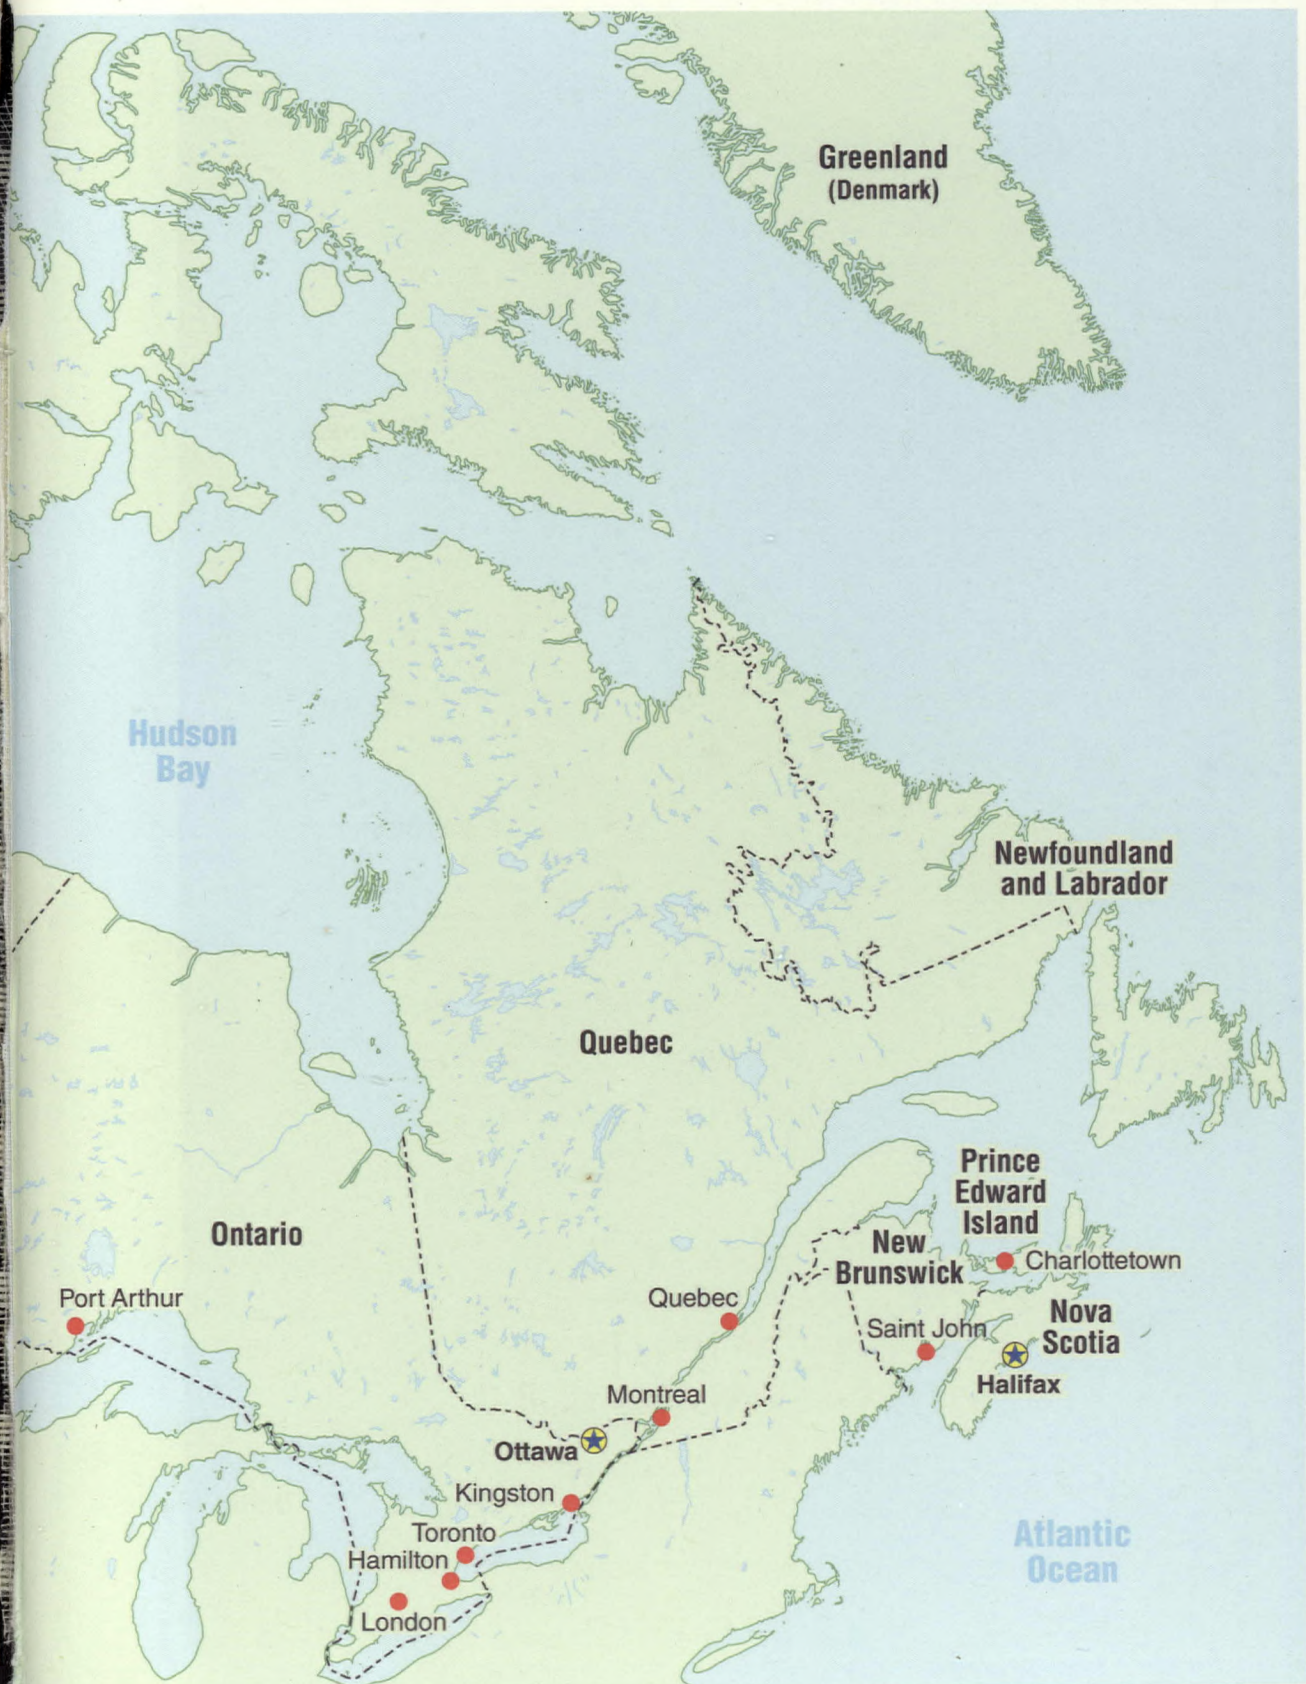 Greenland
(Denmark)
Hudson
Bay
Newfoundland
and Labrador
Quebec
Prince
Edward
Island
Ontario
New
Brunswick
Charlottetown
Port Arthur
Quebec
Nova
Scotia
Saint John
Halifax
Montreal
Ottawa
Kingston
Toronto
Hamilton
London
Atlantic
Ocean